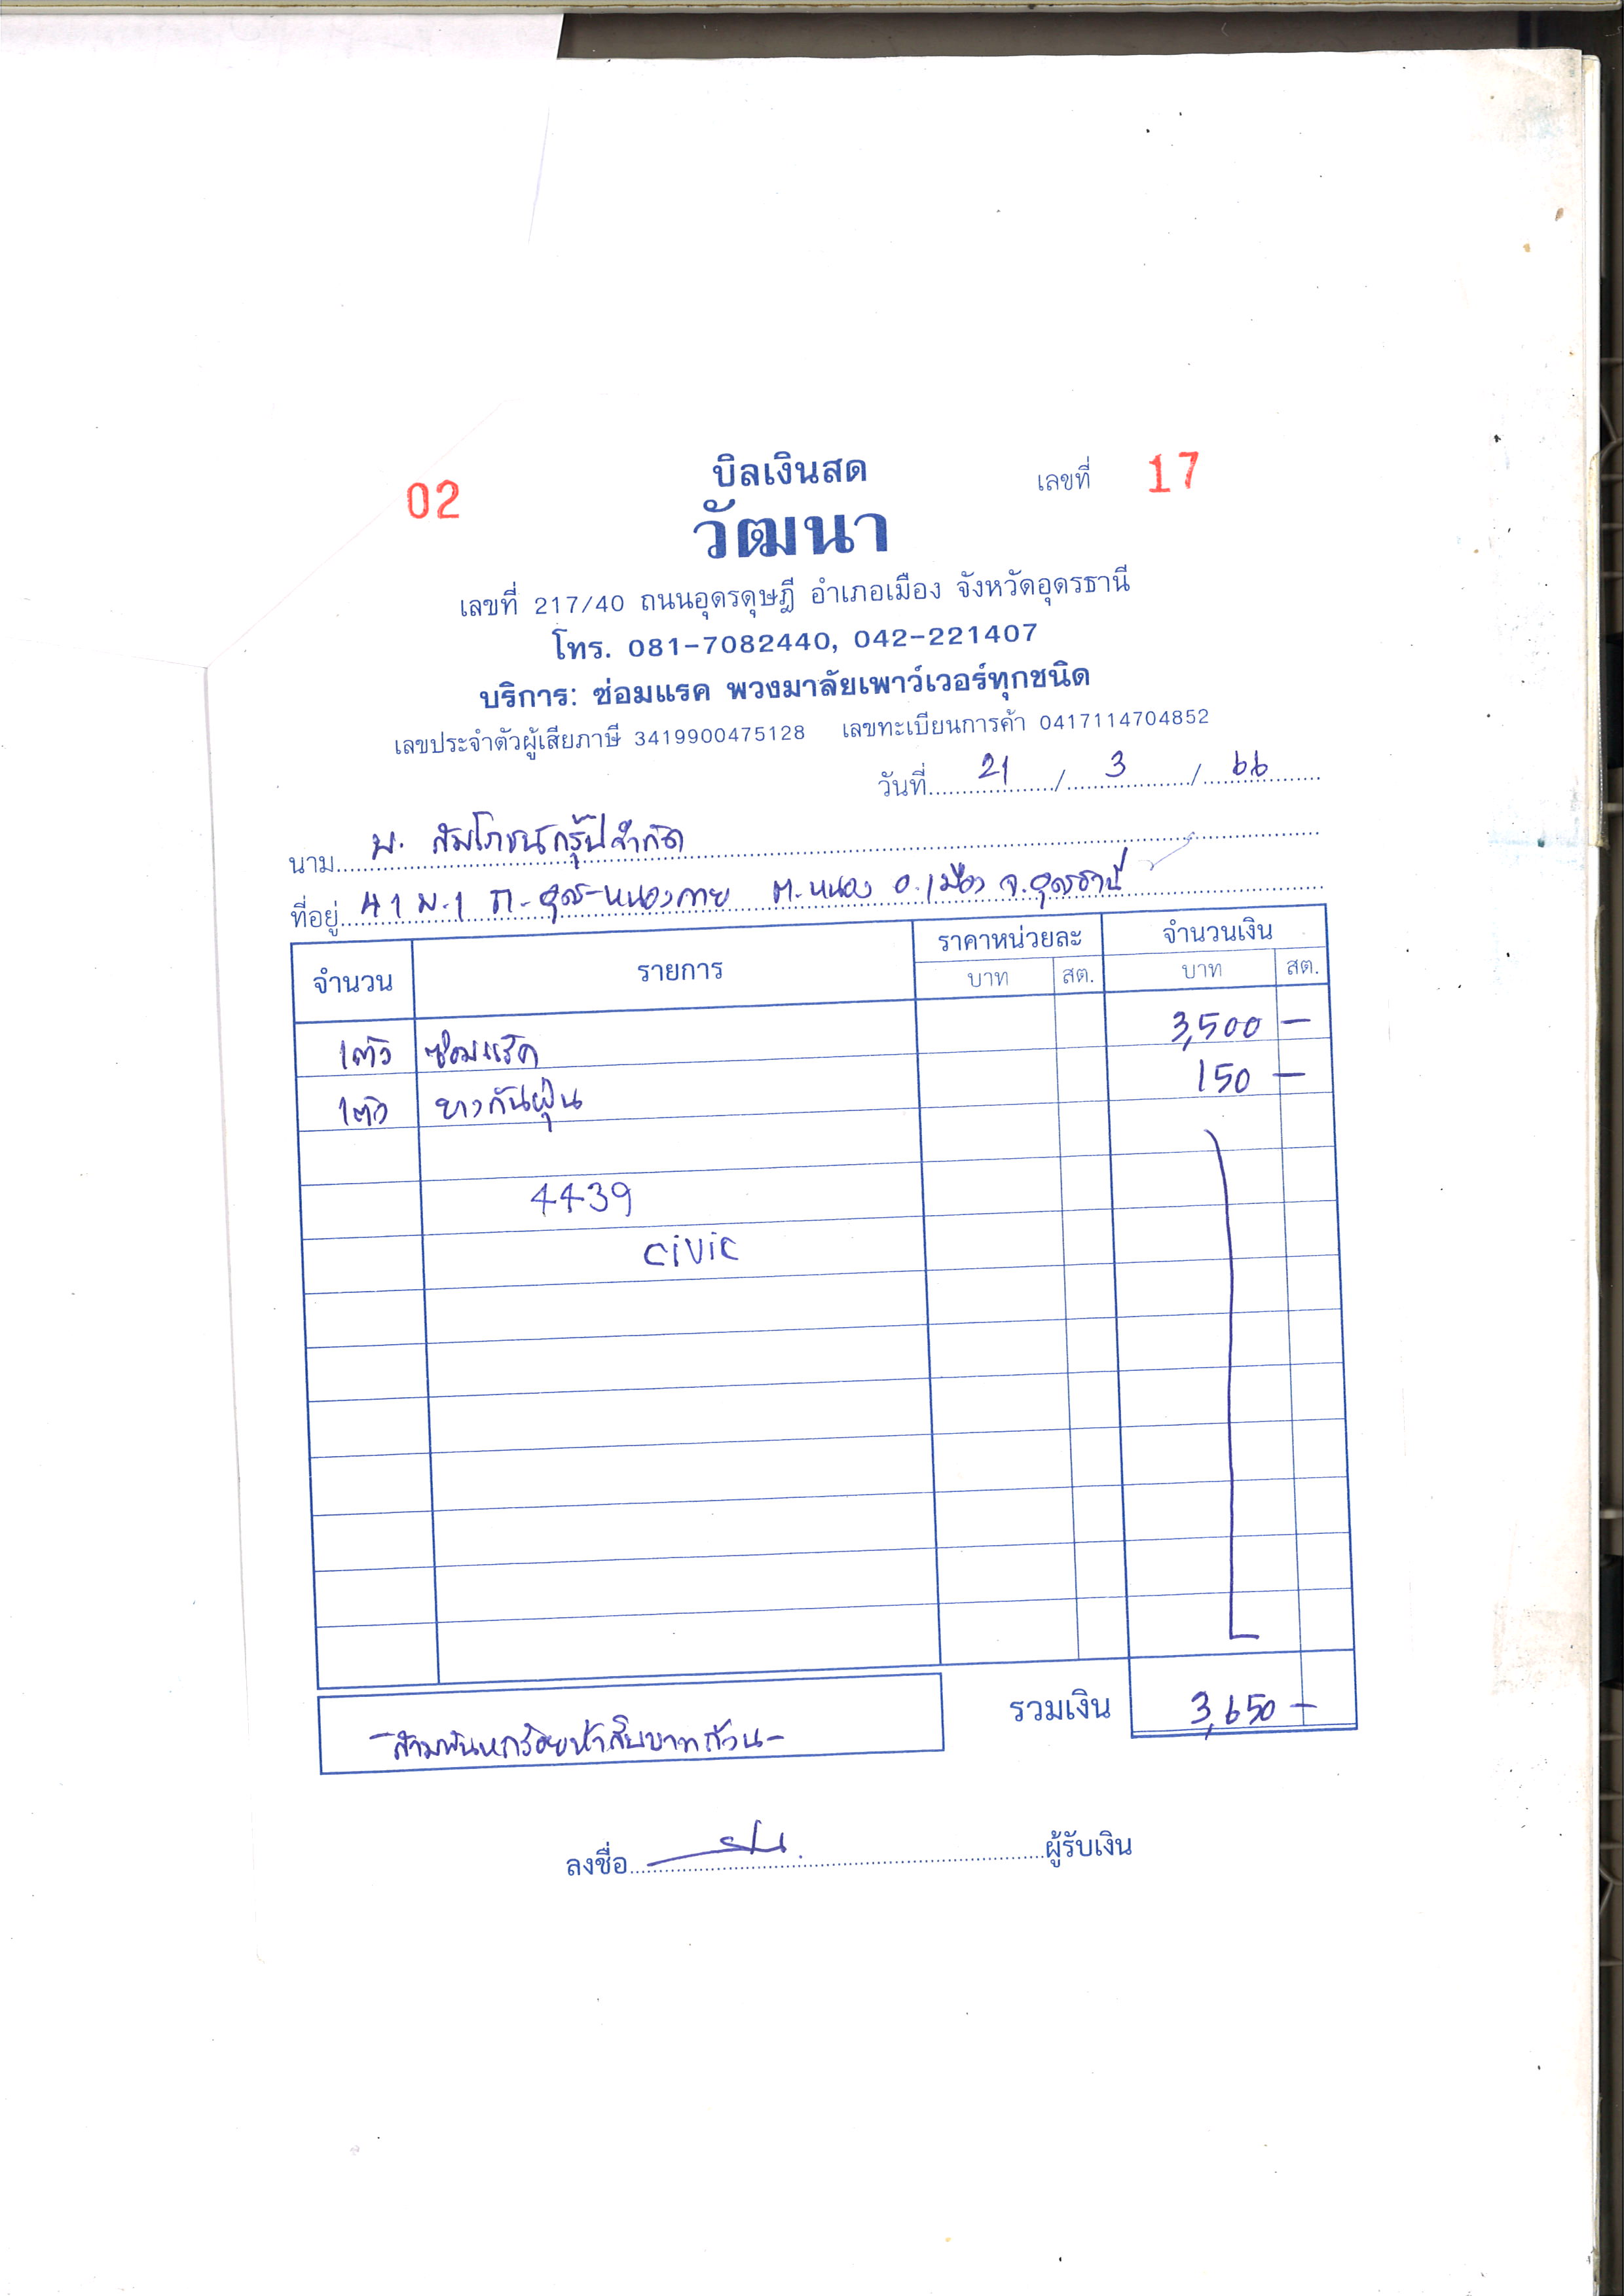 บิลเงินสด
02
เลขที่ 17
วัฒนา
เลขที่ 217/40 ถนนอุดรดุษฎี อำเภอเมือง จังหวัดอุดรธานี
โทร. 081-7082440, 042-221407
บริการ: ซ่อมแรค พวงมาลัยเพาว์เวอร์ทุกชนิด
เลขประจำตัวผู้เสียภาษี 3419900475128 เลขทะเบียนการค้า 0417114704852
วันที่ 21 / 3 / 66
นาม บ. สัมโภชน์กรุ๊ป จำกัด
ที่อยู่ 41 ม.1 ถ.อุดร-หนองคาย ต.หนอง อ.เมือง จ.อุดรธานี
จำนวน รายการ ราคาหน่วยละ จำนวนเงิน
บาท สต. บาท สต.
1ตัว ซ่อมแร็ค 3,500 -
1ตัว ยางกันฝุ่น 150 -
4439
civic
รวมเงิน 3,650 -
-สามพันหกร้อยห้าสิบบาทถ้วน-
ลงชื่อ ผู้รับเงิน